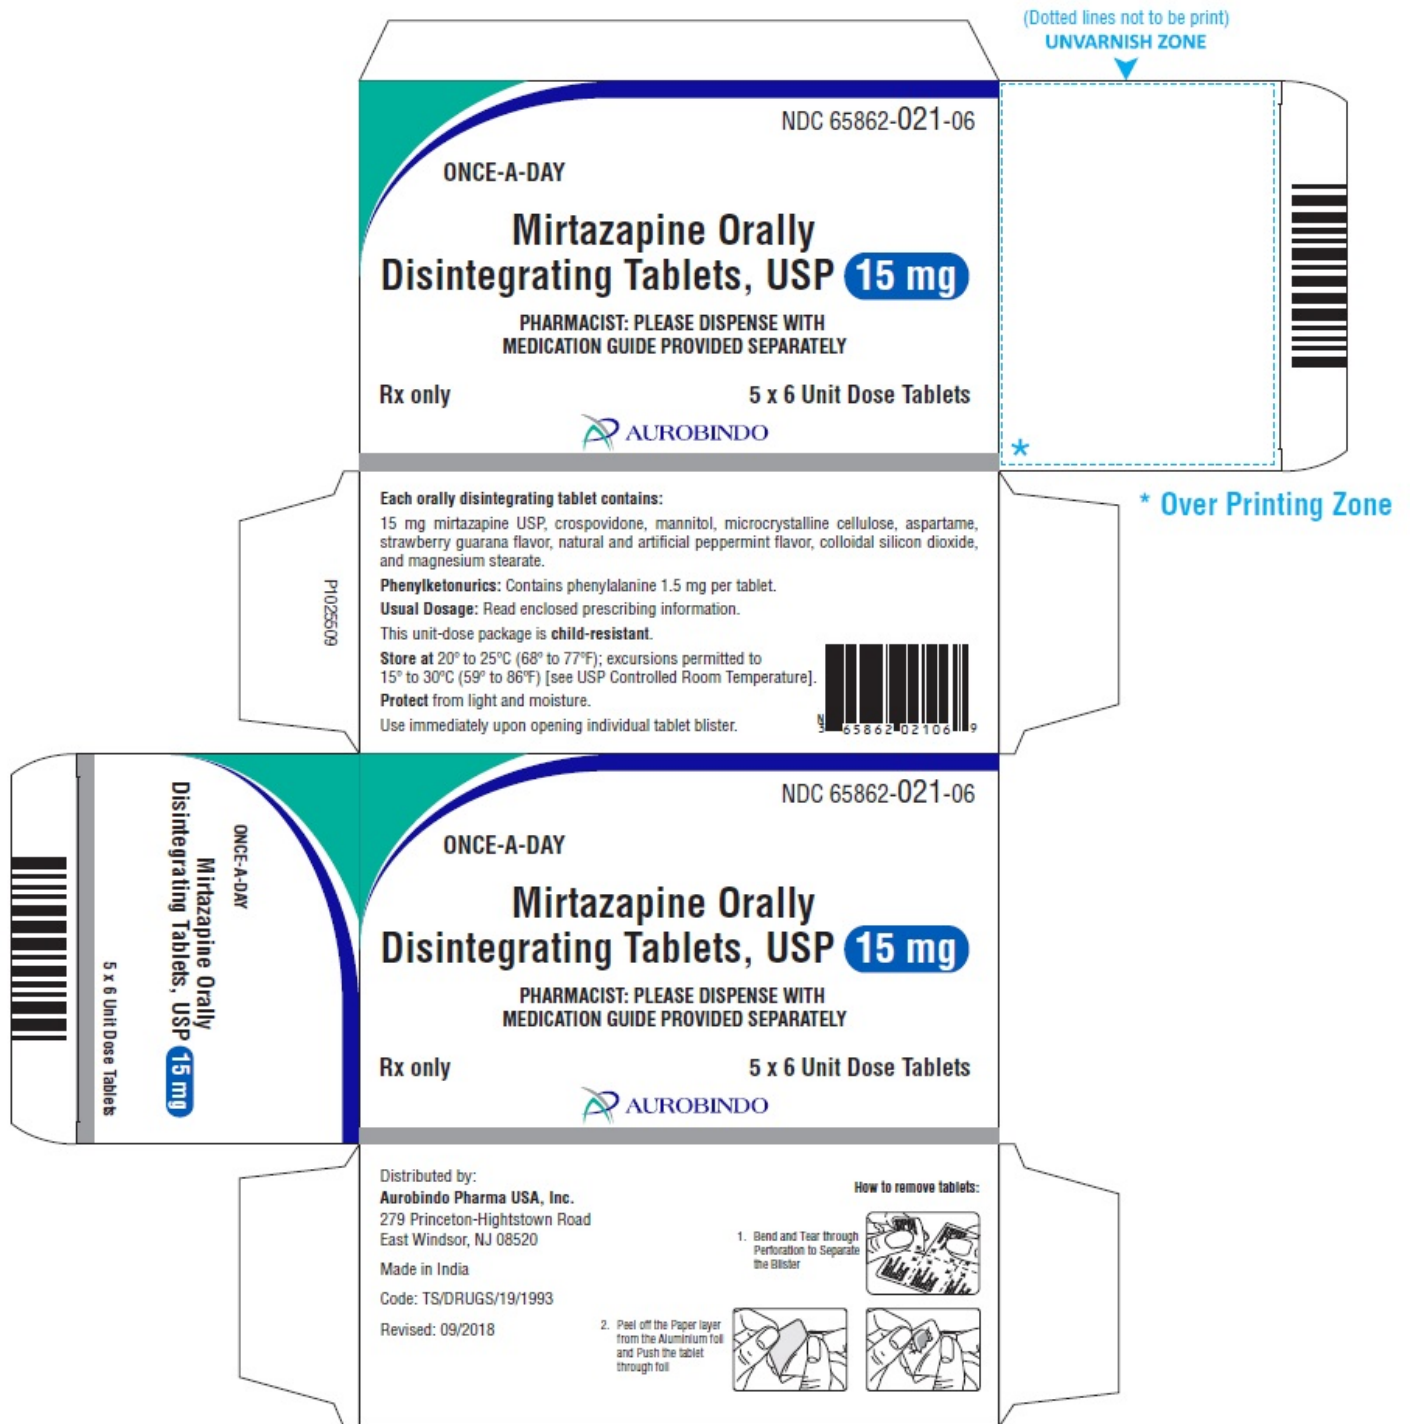 (Dotted lines not to be print)
UNVARNISH ZONE
NDC 65862-021-06
ONCE-A-DAY
Mirtazapine Orally
Disintegrating Tablets, USP 15 mg
PHARMACIST: PLEASE DISPENSE WITH
MEDICATION GUIDE PROVIDED SEPARATELY
Rx only 5 x 6 Unit Dose Tablets
AUROBINDO
*
* Over Printing Zone
Each orally disintegrating tablet contains:
15 mg mirtazapine USP, crospovidone, mannitol, microcrystalline cellulose, aspartame,
strawberry guarana flavor, natural and artificial peppermint flavor, colloidal silicon dioxide,
and magnesium stearate.
Phenylketonurics: Contains phenylalanine 1.5 mg per tablet.
Usual Dosage: Read enclosed prescribing information.
This unit-dose package is child-resistant.
Store at 20° to 25°C (68° to 77°F); excursions permitted to
15° to 30°C (59° to 86°F) [see USP Controlled Room Temperature].
Protect from light and moisture.
Use immediately upon opening individual tablet blister.
N
3 65862 02106 9
P1025509
ONCE-A-DAY
Mirtazapine Orally
Disintegrating Tablets, USP 15 mg
5 x 6 Unit Dose Tablets
NDC 65862-021-06
ONCE-A-DAY
Mirtazapine Orally
Disintegrating Tablets, USP 15 mg
PHARMACIST: PLEASE DISPENSE WITH
MEDICATION GUIDE PROVIDED SEPARATELY
Rx only 5 x 6 Unit Dose Tablets
AUROBINDO
Distributed by:
Aurobindo Pharma USA, Inc.
279 Princeton-Hightstown Road
East Windsor, NJ 08520
Made in India
Code: TS/DRUGS/19/1993
Revised: 09/2018
How to remove tablets:
1. Bend and Tear through
Perforation to Separate
the Blister
2. Peel off the Paper layer
from the Aluminium foil
and Push the tablet
through foil